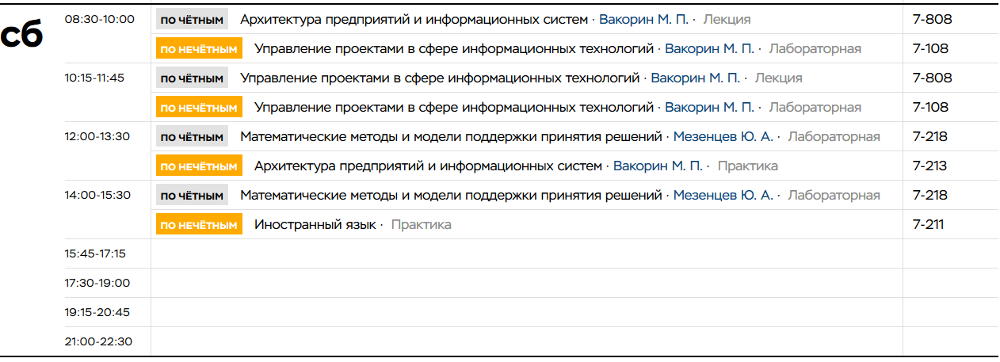 сб
08:30-10:00 ПО ЧЁТНЫМ Архитектура предприятий и информационных систем · Вакорин М. П. · Лекция 7-808
ПО НЕЧЁТНЫМ Управление проектами в сфере информационных технологий · Вакорин М. П. · Лабораторная 7-108
10:15-11:45 ПО ЧЁТНЫМ Управление проектами в сфере информационных технологий · Вакорин М. П. · Лекция 7-808
ПО НЕЧЁТНЫМ Управление проектами в сфере информационных технологий · Вакорин М. П. · Лабораторная 7-108
12:00-13:30 ПО ЧЁТНЫМ Математические методы и модели поддержки принятия решений · Мезенцев Ю. А. · Лабораторная 7-218
ПО НЕЧЁТНЫМ Архитектура предприятий и информационных систем · Вакорин М. П. · Практика 7-213
14:00-15:30 ПО ЧЁТНЫМ Математические методы и модели поддержки принятия решений · Мезенцев Ю. А. · Лабораторная 7-218
ПО НЕЧЁТНЫМ Иностранный язык · Практика 7-211
15:45-17:15
17:30-19:00
19:15-20:45
21:00-22:30